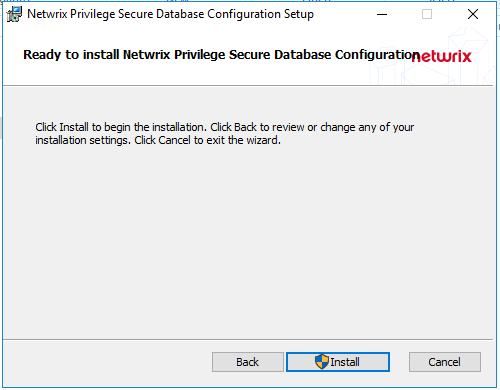 Netwrix Privilege Secure Database Configuration Setup
Ready to install Netwrix Privilege Secure Database Configuration
netwrix
Click Install to begin the installation. Click Back to review or change any of your
installation settings. Click Cancel to exit the wizard.
Back
Install
Cancel